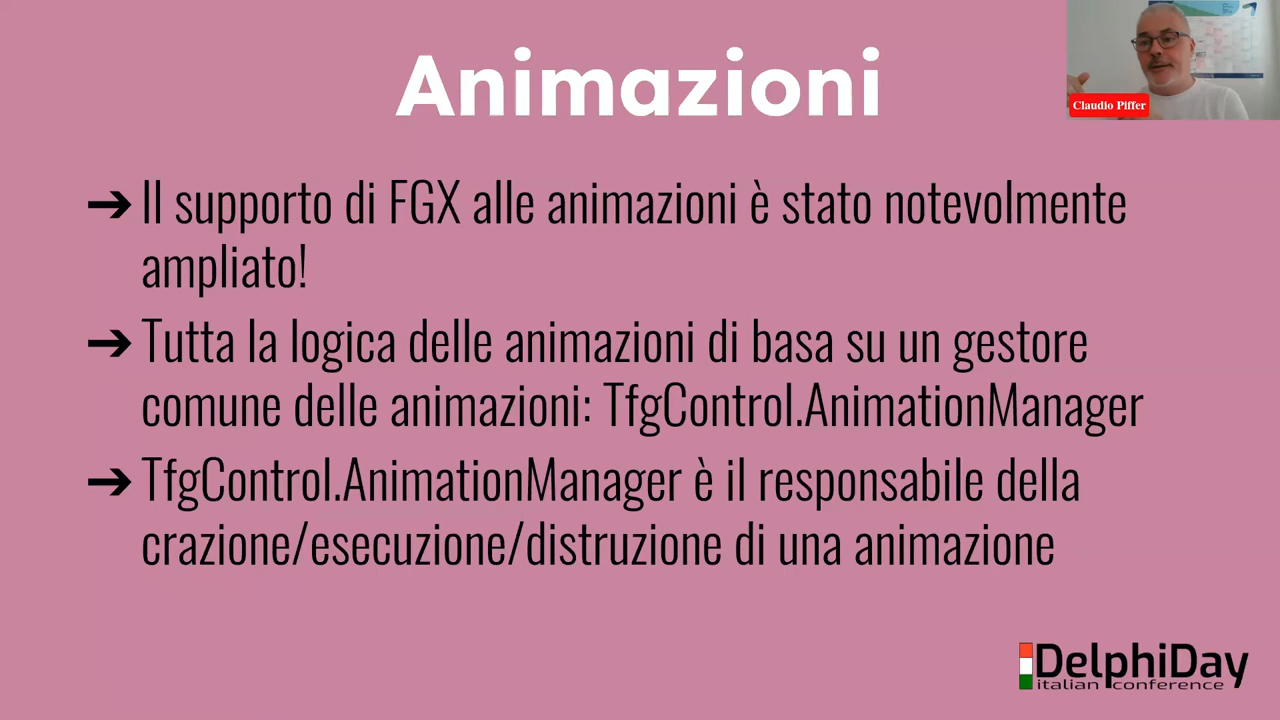 Animazioni
Claudio Piffer
➔ Il supporto di FGX alle animazioni è stato notevolmente
ampliato!
➔ Tutta la logica delle animazioni di basa su un gestore
comune delle animazioni: TfgControl.AnimationManager
➔ TfgControl.AnimationManager è il responsabile della
crazione/esecuzione/distruzione di una animazione
DelphiDay
italian conference